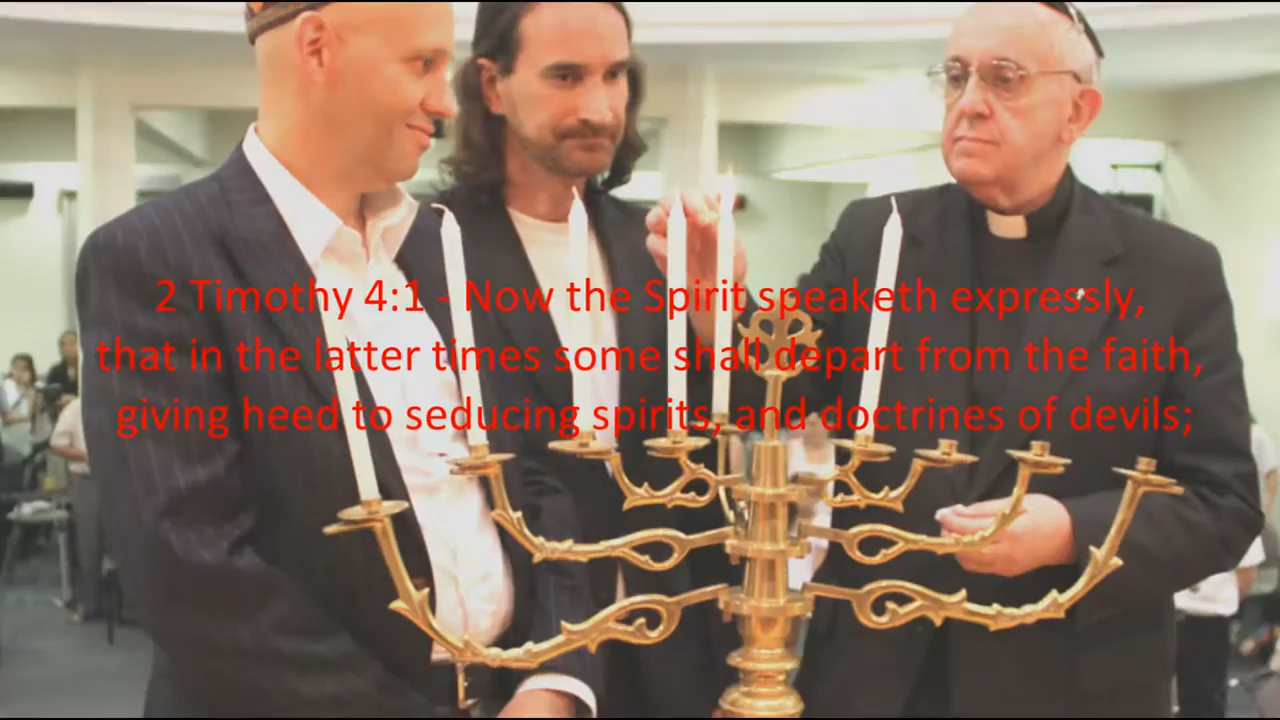 2 Timothy 4:1 - Now the Spirit speaketh expressly,
that in the latter times some shall depart from the faith,
giving heed to seducing spirits, and doctrines of devils;